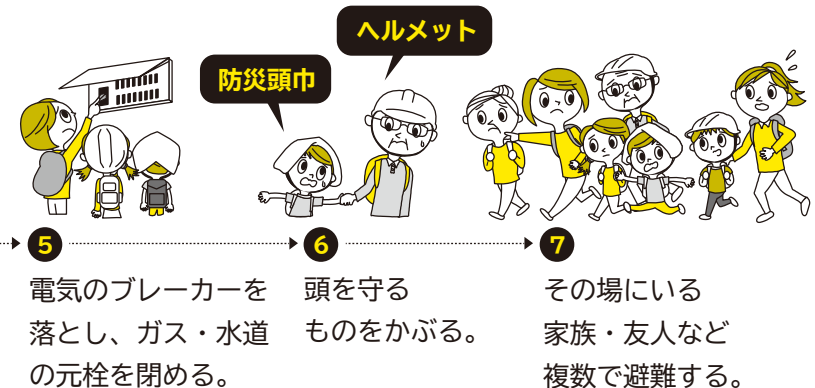 ヘルメット
防災頭巾
5
電気のブレーカーを
落とし、ガス・水道
の元栓を閉める。
6
頭を守る
ものをかぶる。
7
その場にいる
家族・友人など
複数で避難する。